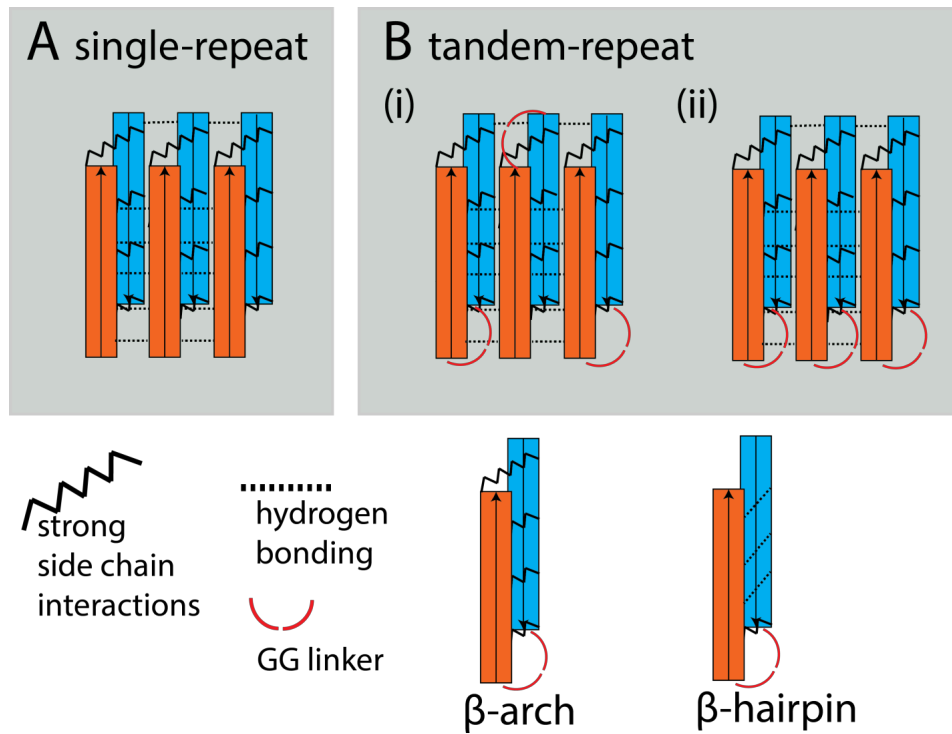 A single-repeat
B tandem-repeat
(i)
(ii)
strong
side chain
interactions
hydrogen
bonding
GG linker
β-arch
β-hairpin